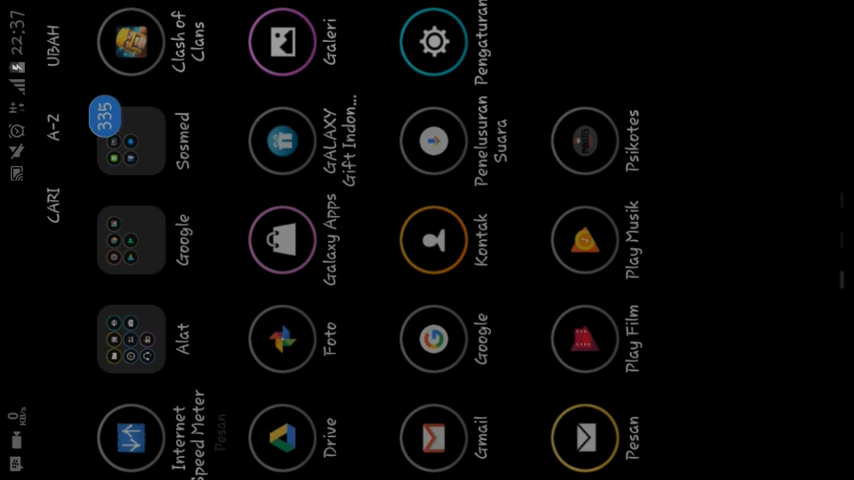 0 KB/s H+ 22:37
CARI A-Z UBAH
335
Internet Speed Meter
Alat
Google
Sosmed
Clash of Clans
Pesan
Drive
Foto
Galaxy Apps
GALAXY Gift Indon...
Galeri
Gmail
Google
Kontak
Penelusuran Suara
Pengaturan
Pesan
Play Film
Play Musik
Psikotes